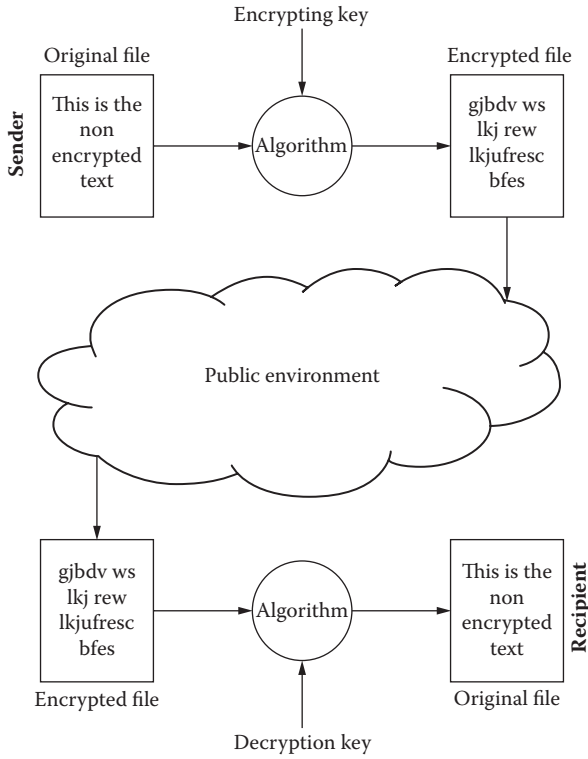 Encrypting key
Original file
Encrypted file
Sender
This is the
non
encrypted
text
Algorithm
gjbdv ws
lkj rew
lkjufresc
bfes
Public environment
gjbdv ws
lkj rew
lkjufresc
bfes
Algorithm
This is the
non
encrypted
text
Recipient
Encrypted file
Original file
Decryption key